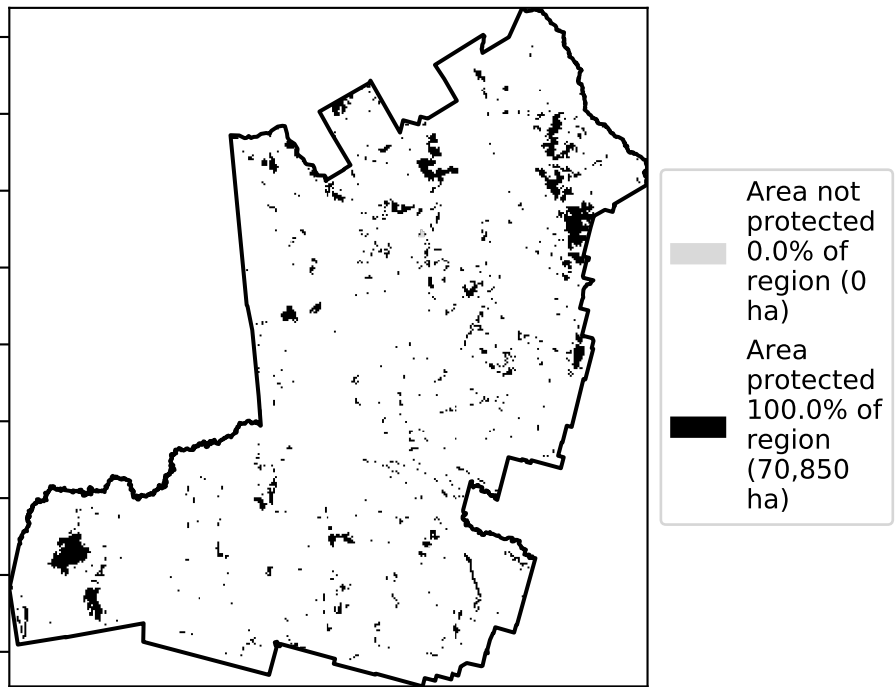 Area not
protected
0.0% of
region (0
ha)
Area
protected
100.0% of
region
(70,850
ha)